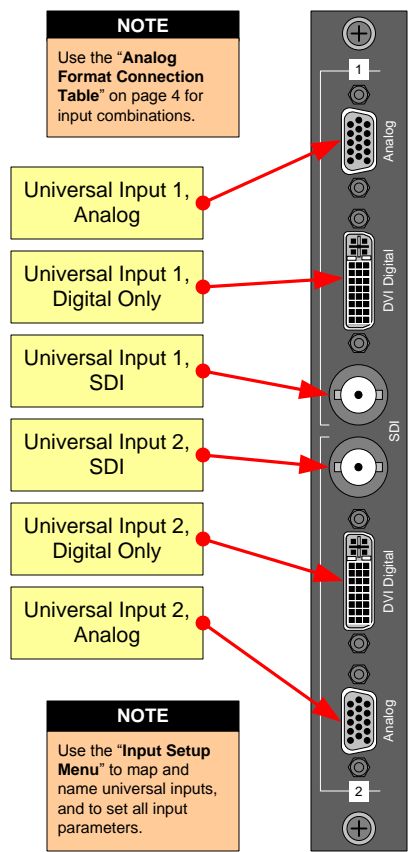 NOTE
Use the “Analog
Format Connection
Table” on page 4 for
input combinations.
Universal Input 1,
Analog
Universal Input 1,
Digital Only
Universal Input 1,
SDI
Universal Input 2,
SDI
Universal Input 2,
Digital Only
Universal Input 2,
Analog
NOTE
Use the “Input Setup
Menu” to map and
name universal inputs,
and to set all input
parameters.
1
Analog
DVI Digital
SDI
DVI Digital
Analog
2